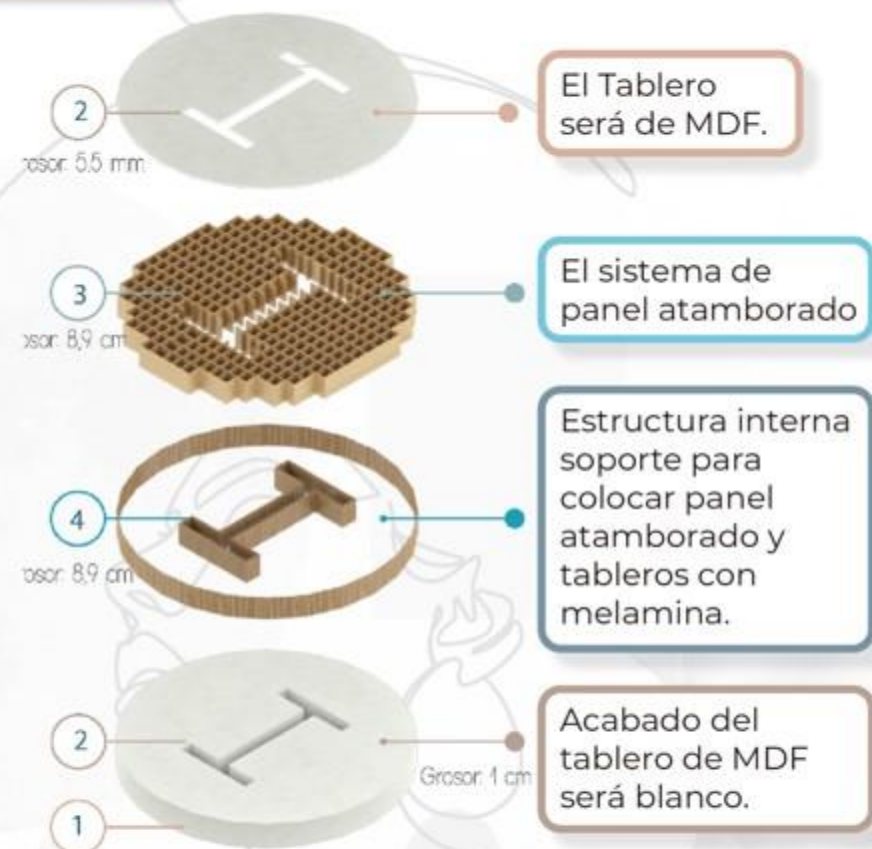 El Tablero
será de MDF.
2
rosor: 5.5 mm
El sistema de
panel atamborado
3
osor: 8,9 cm
Estructura interna
soporte para
colocar panel
atamborado y
tableros con
melamina.
4
osor: 8,9 cm
Acabado del
tablero de MDF
será blanco.
2
Grosor: 1 cm
1